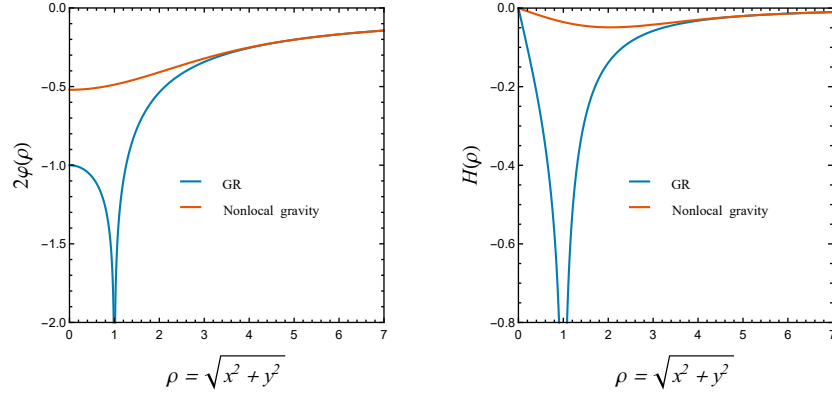 0.0
−0.5
−1.0
−1.5
−2.0
2φ(ρ)
GR
Nonlocal gravity
0 1 2 3 4 5 6 7
ρ = √x² + y²
0.0
−0.2
−0.4
−0.6
−0.8
H(ρ)
GR
Nonlocal gravity
0 1 2 3 4 5 6 7
ρ = √x² + y²